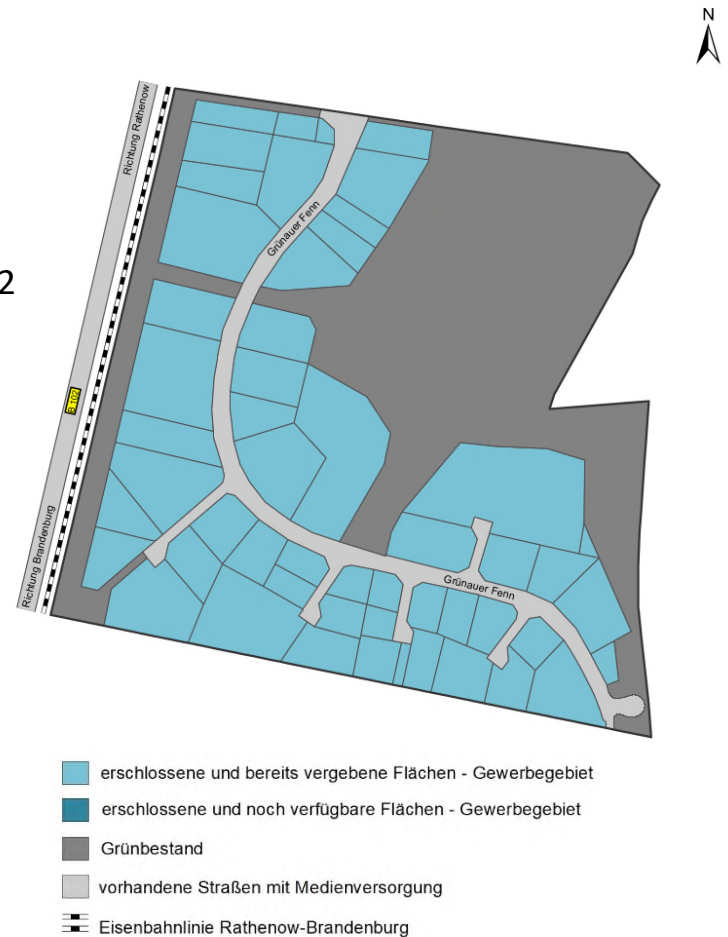 N
Richtung Rathenow
Grünauer Fenn
2
B 102
Richtung Brandenburg
Grünauer Fenn
erschlossene und bereits vergebene Flächen - Gewerbegebiet
erschlossene und noch verfügbare Flächen - Gewerbegebiet
Grünbestand
vorhandene Straßen mit Medienversorgung
Eisenbahnlinie Rathenow-Brandenburg